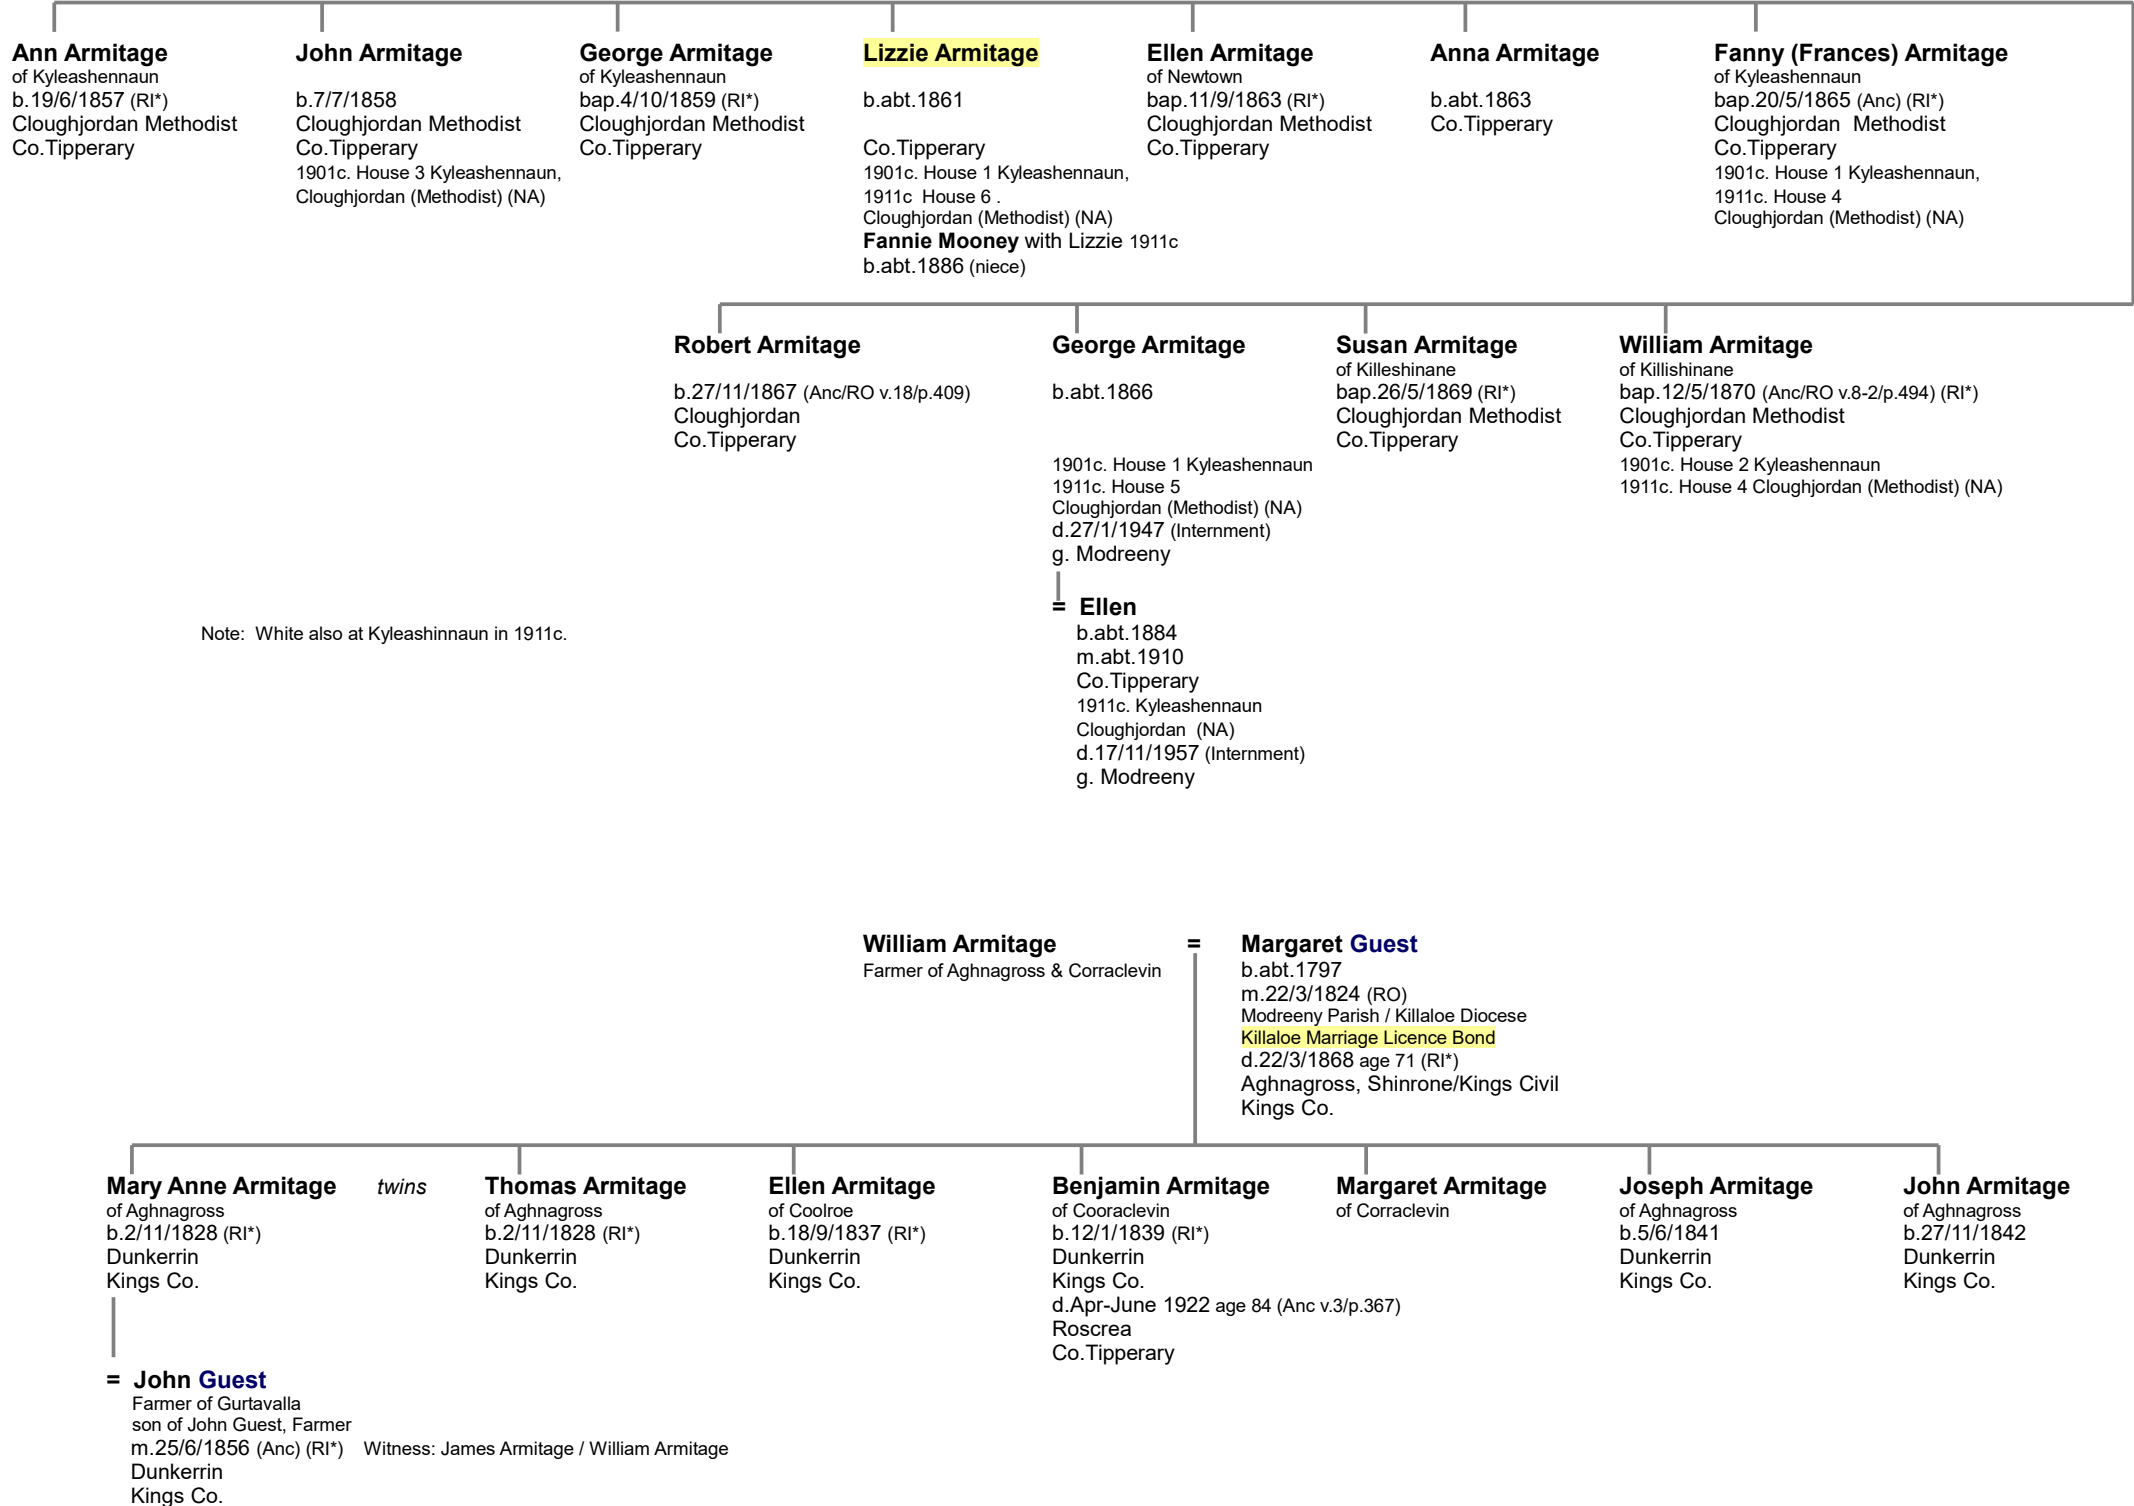 Ann Armitage
of Kyleashennaun
b.19/6/1857 (RI*)
Cloughjordan Methodist
Co.Tipperary
John Armitage
b.7/7/1858
Cloughjordan Methodist
Co.Tipperary
1901c. House 3 Kyleashennaun,
Cloughjordan (Methodist) (NA)
George Armitage
of Kyleashennaun
bap.4/10/1859 (RI*)
Cloughjordan Methodist
Co.Tipperary
Lizzie Armitage
b.abt.1861
Co.Tipperary
1901c. House 1 Kyleashennaun,
1911c House 6 .
Cloughjordan (Methodist) (NA)
Fannie Mooney with Lizzie 1911c
b.abt.1886 (niece)
Ellen Armitage
of Newtown
bap.11/9/1863 (RI*)
Cloughjordan Methodist
Co.Tipperary
Anna Armitage
b.abt.1863
Co.Tipperary
Fanny (Frances) Armitage
of Kyleashennaun
bap.20/5/1865 (Anc) (RI*)
Cloughjordan Methodist
Co.Tipperary
1901c. House 1 Kyleashennaun,
1911c. House 4
Cloughjordan (Methodist) (NA)
Robert Armitage
b.27/11/1867 (Anc/RO v.18/p.409)
Cloughjordan
Co.Tipperary
George Armitage
b.abt.1866
1901c. House 1 Kyleashennaun
1911c. House 5
Cloughjordan (Methodist) (NA)
d.27/1/1947 (Internment)
g. Modreeny
= Ellen
b.abt.1884
m.abt.1910
Co.Tipperary
1911c. Kyleashennaun
Cloughjordan (NA)
d.17/11/1957 (Internment)
g. Modreeny
Susan Armitage
of Killeshinane
bap.26/5/1869 (RI*)
Cloughjordan Methodist
Co.Tipperary
William Armitage
of Killishinane
bap.12/5/1870 (Anc/RO v.8-2/p.494) (RI*)
Cloughjordan Methodist
Co.Tipperary
1901c. House 2 Kyleashennaun
1911c. House 4 Cloughjordan (Methodist) (NA)
Note: White also at Kyleashinnaun in 1911c.
William Armitage =
Farmer of Aghnagross & Corraclevin
Margaret Guest
b.abt.1797
m.22/3/1824 (RO)
Modreeny Parish / Killaloe Diocese
Killaloe Marriage Licence Bond
d.22/3/1868 age 71 (RI*)
Aghnagross, Shinrone/Kings Civil
Kings Co.
Mary Anne Armitage twins
of Aghnagross
b.2/11/1828 (RI*)
Dunkerrin
Kings Co.
= John Guest
Farmer of Gurtavalla
son of John Guest, Farmer
m.25/6/1856 (Anc) (RI*) Witness: James Armitage / William Armitage
Dunkerrin
Kings Co.
Thomas Armitage
of Aghnagross
b.2/11/1828 (RI*)
Dunkerrin
Kings Co.
Ellen Armitage
of Coolroe
b.18/9/1837 (RI*)
Dunkerrin
Kings Co.
Benjamin Armitage
of Cooraclevin
b.12/1/1839 (RI*)
Dunkerrin
Kings Co.
d.Apr-June 1922 age 84 (Anc v.3/p.367)
Roscrea
Co.Tipperary
Margaret Armitage
of Corraclevin
Joseph Armitage
of Aghnagross
b.5/6/1841
Dunkerrin
Kings Co.
John Armitage
of Aghnagross
b.27/11/1842
Dunkerrin
Kings Co.